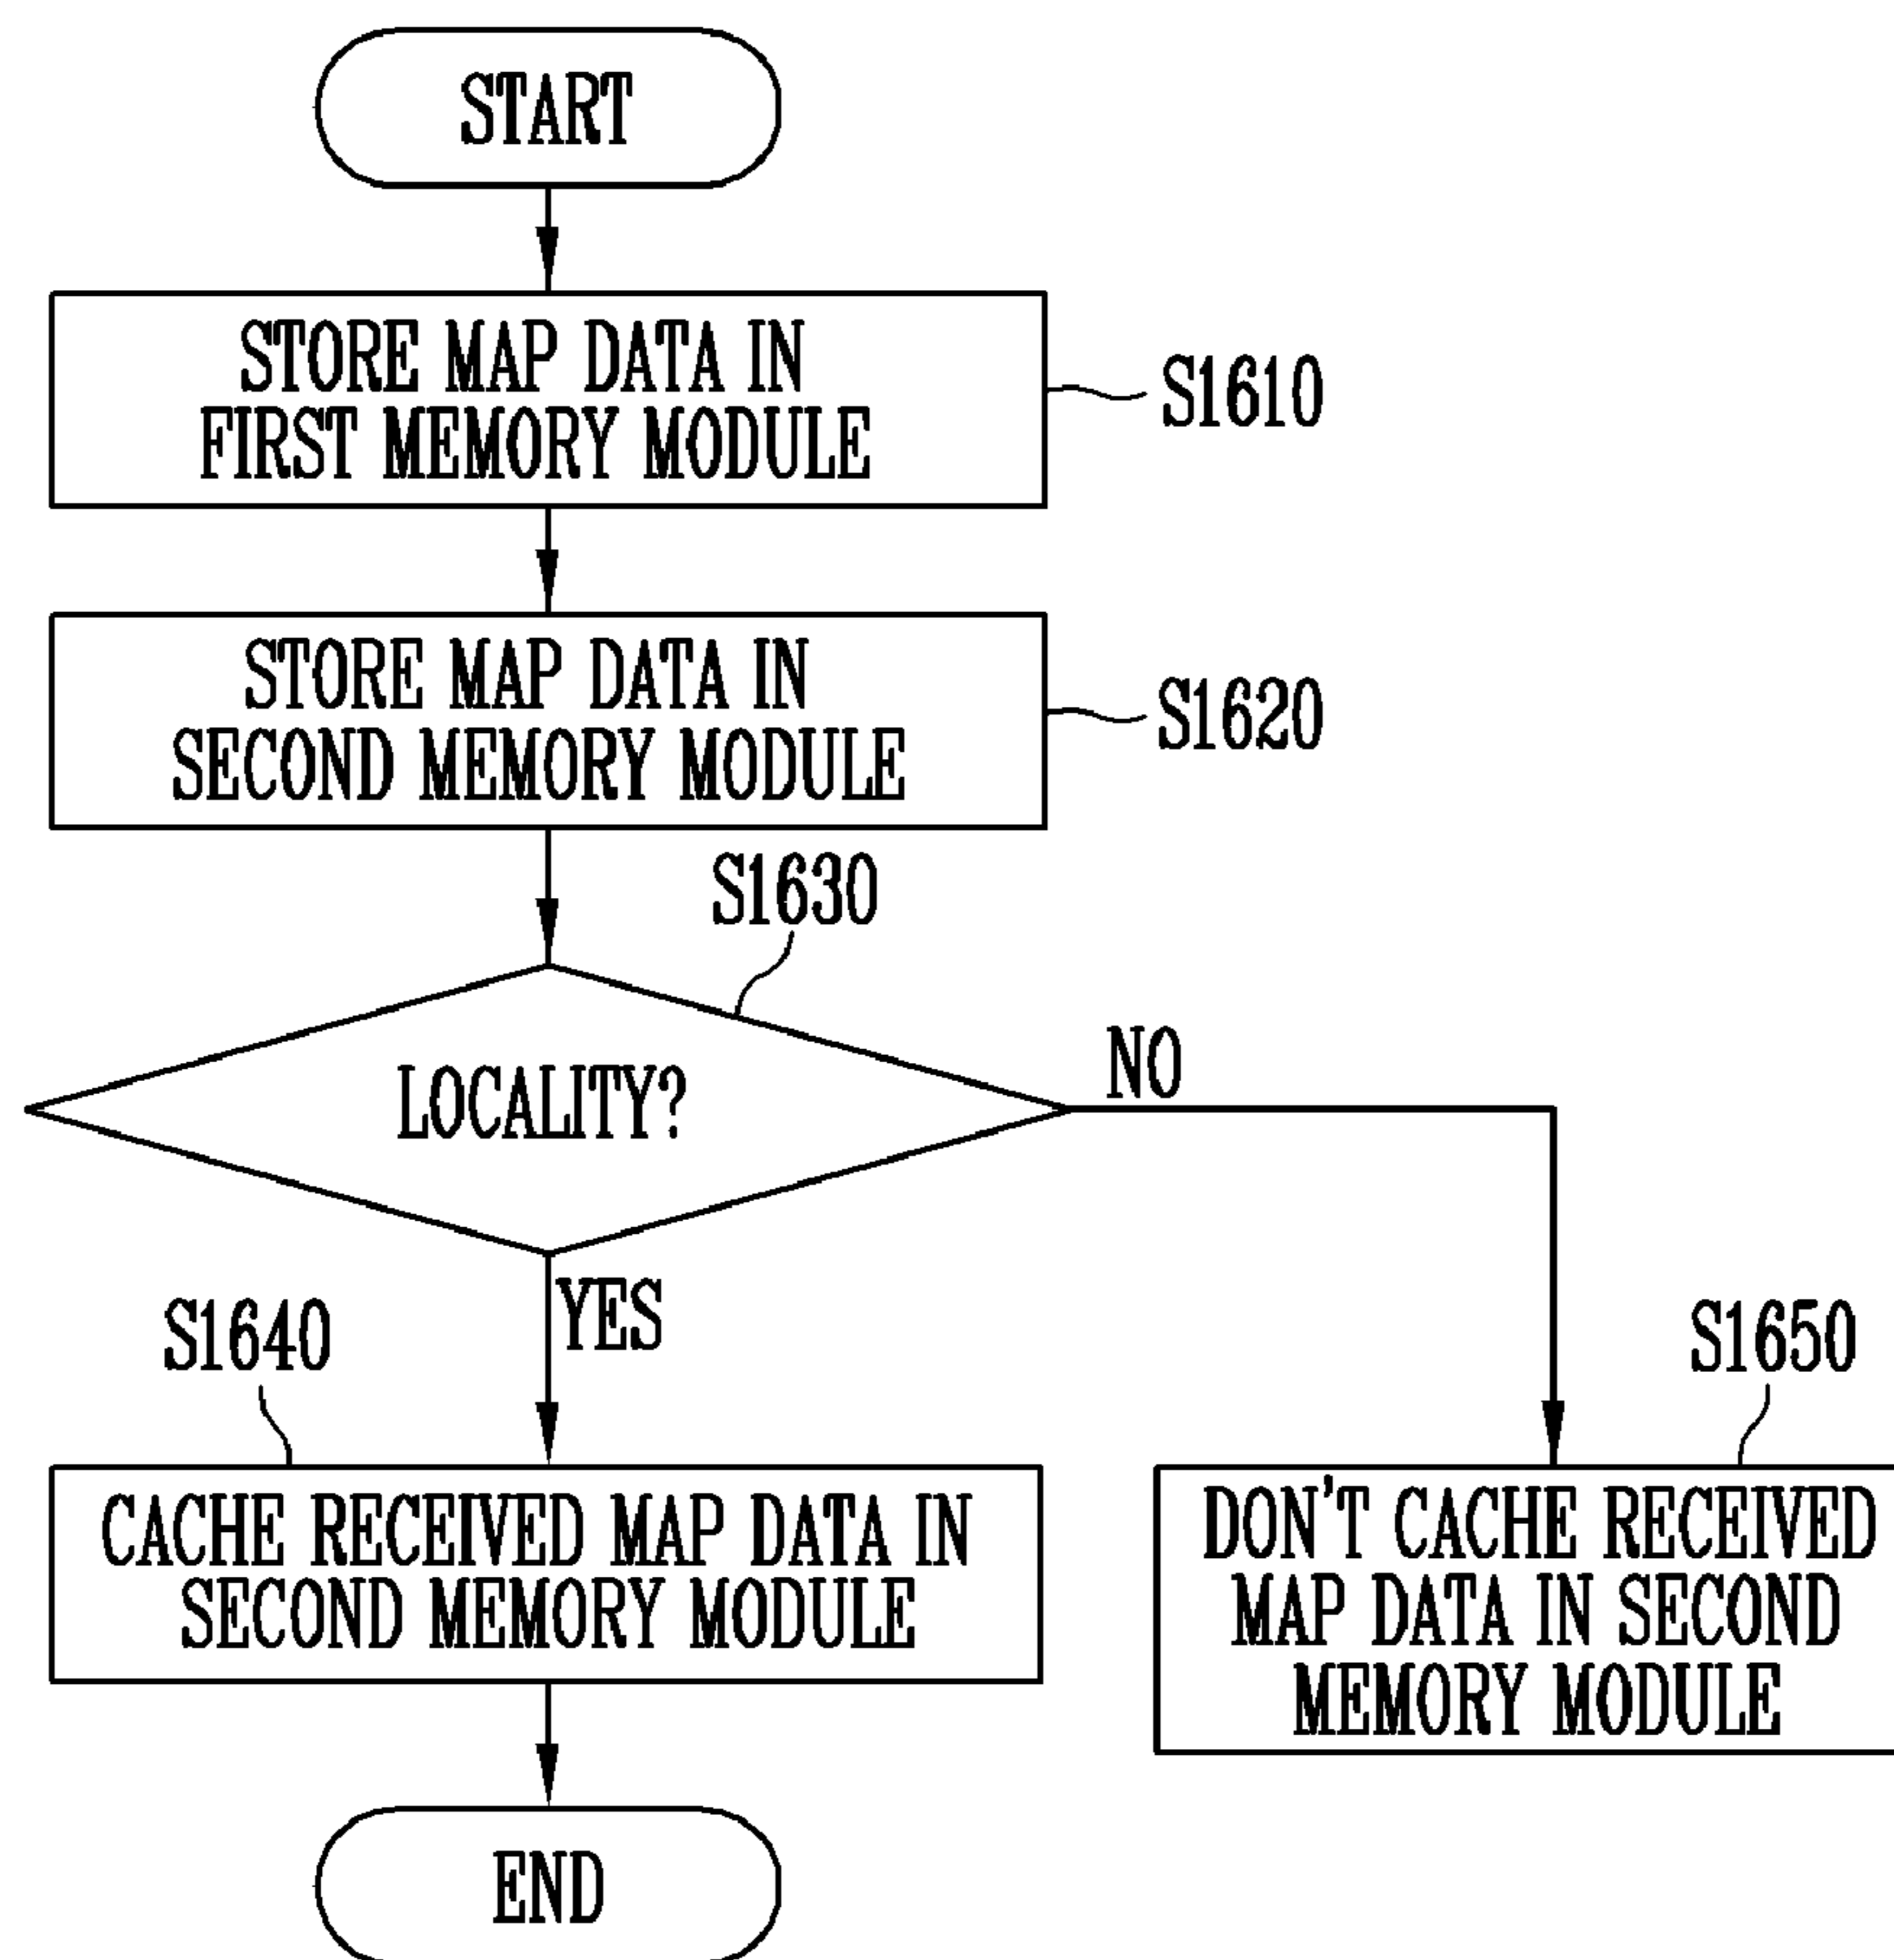 START
STORE MAP DATA IN
FIRST MEMORY MODULE
S1610
STORE MAP DATA IN
SECOND MEMORY MODULE
S1620
S1630
LOCALITY?
NO
YES
S1640
S1650
CACHE RECEIVED MAP DATA IN
SECOND MEMORY MODULE
DON'T CACHE RECEIVED
MAP DATA IN SECOND
MEMORY MODULE
END